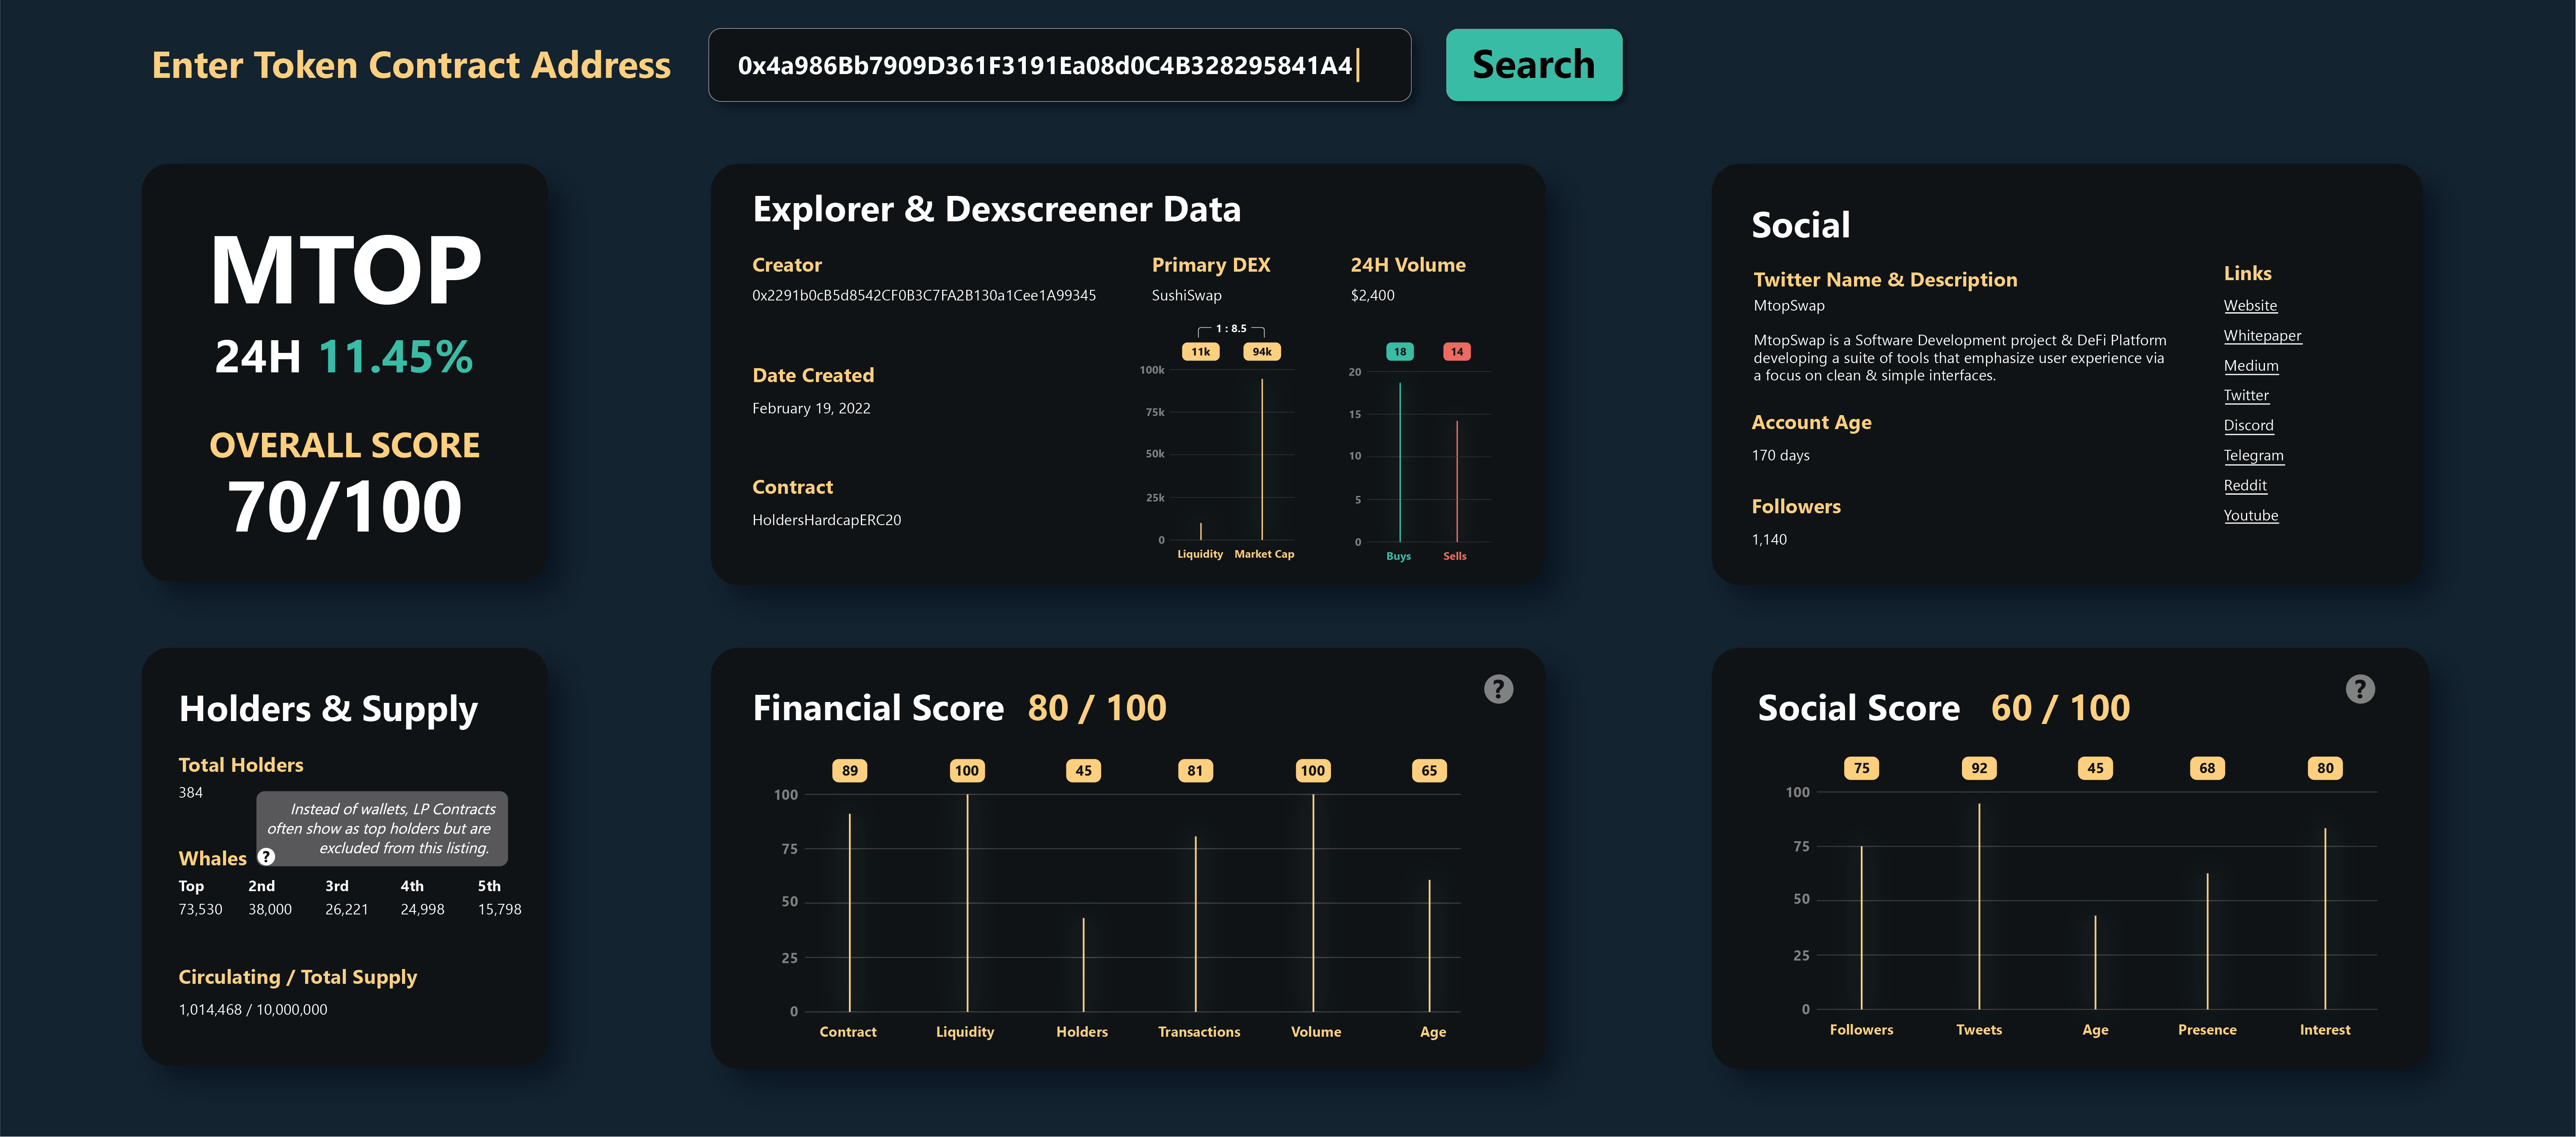 Enter Token Contract Address
0x4a986Bb7909D361F3191Ea08d0C4B328295841A4
Search
MTOP
24H 11.45%
OVERALL SCORE
70/100
Explorer & Dexscreener Data
Creator
0x2291b0cB5d8542CF0B3C7FA2B130a1Cee1A99345
Date Created
February 19, 2022
Contract
HoldersHardcapERC20
Primary DEX
SushiSwap
1 : 8.5
11k 94k
100k
75k
50k
25k
0
Liquidity Market Cap
24H Volume
$2,400
18 14
20
15
10
5
0
Buys Sells
Social
Twitter Name & Description
MtopSwap
MtopSwap is a Software Development project & DeFi Platform
developing a suite of tools that emphasize user experience via
a focus on clean & simple interfaces.
Account Age
170 days
Followers
1,140
Links
Website
Whitepaper
Medium
Twitter
Discord
Telegram
Reddit
Youtube
Holders & Supply
Total Holders
384
Instead of wallets, LP Contracts
often show as top holders but are
excluded from this listing.
Whales ?
Top 2nd 3rd 4th 5th
73,530 38,000 26,221 24,998 15,798
Circulating / Total Supply
1,014,468 / 10,000,000
Financial Score 80 / 100
?
89 100 45 81 100 65
100
75
50
25
0
Contract Liquidity Holders Transactions Volume Age
Social Score 60 / 100
?
75 92 45 68 80
100
75
50
25
0
Followers Tweets Age Presence Interest